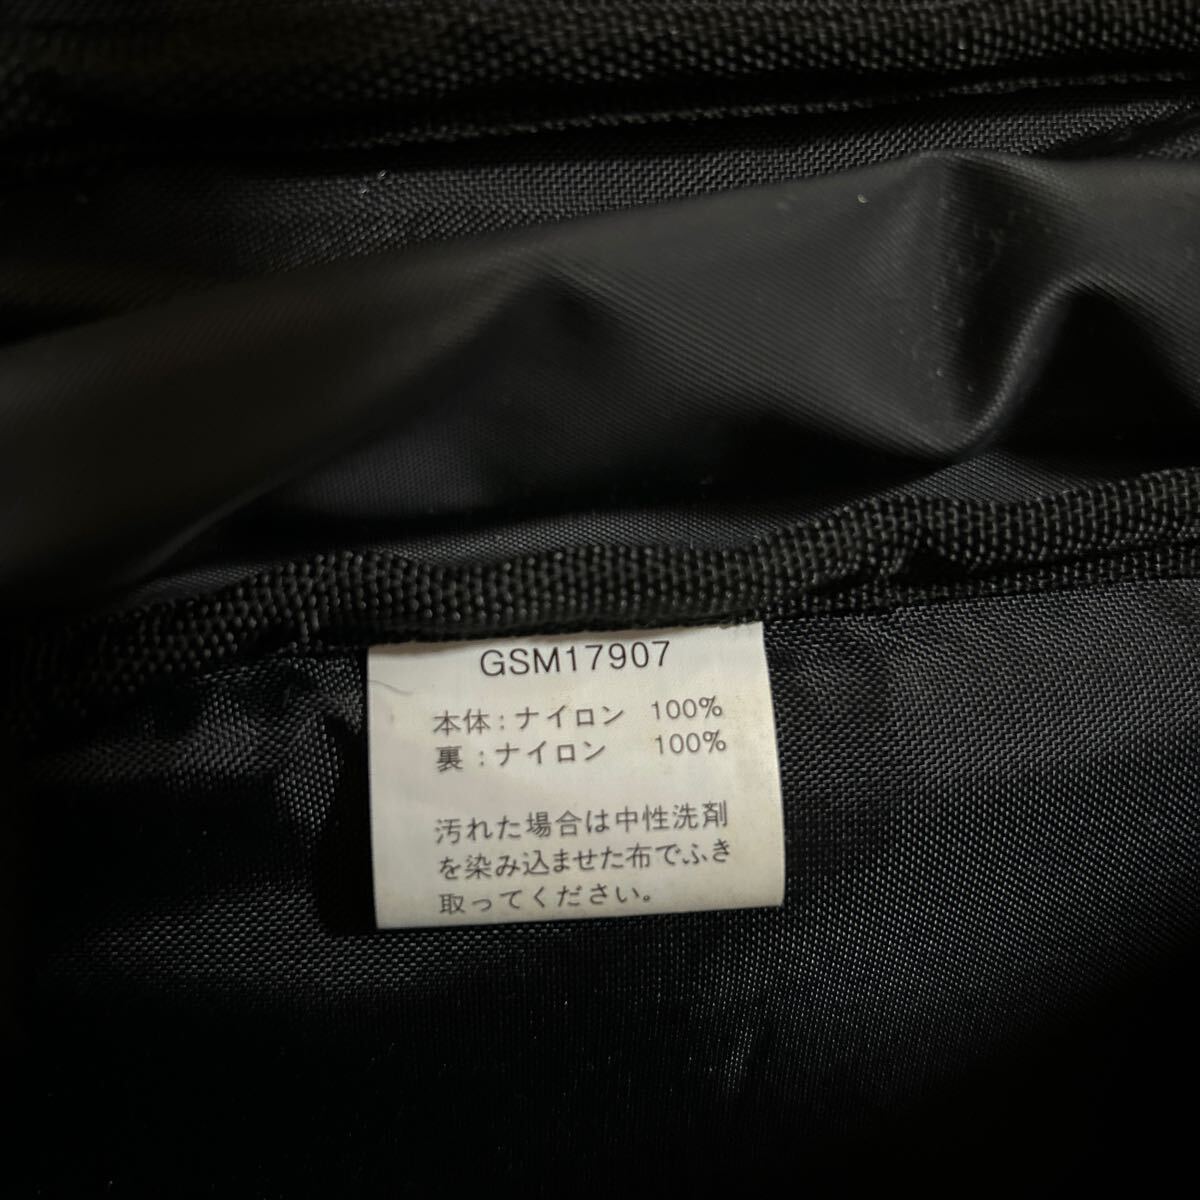 GSM17907
本体：ナイロン 100%
裏：ナイロン 100%
汚れた場合は中性洗剤
を染み込ませた布でふき
取ってください。